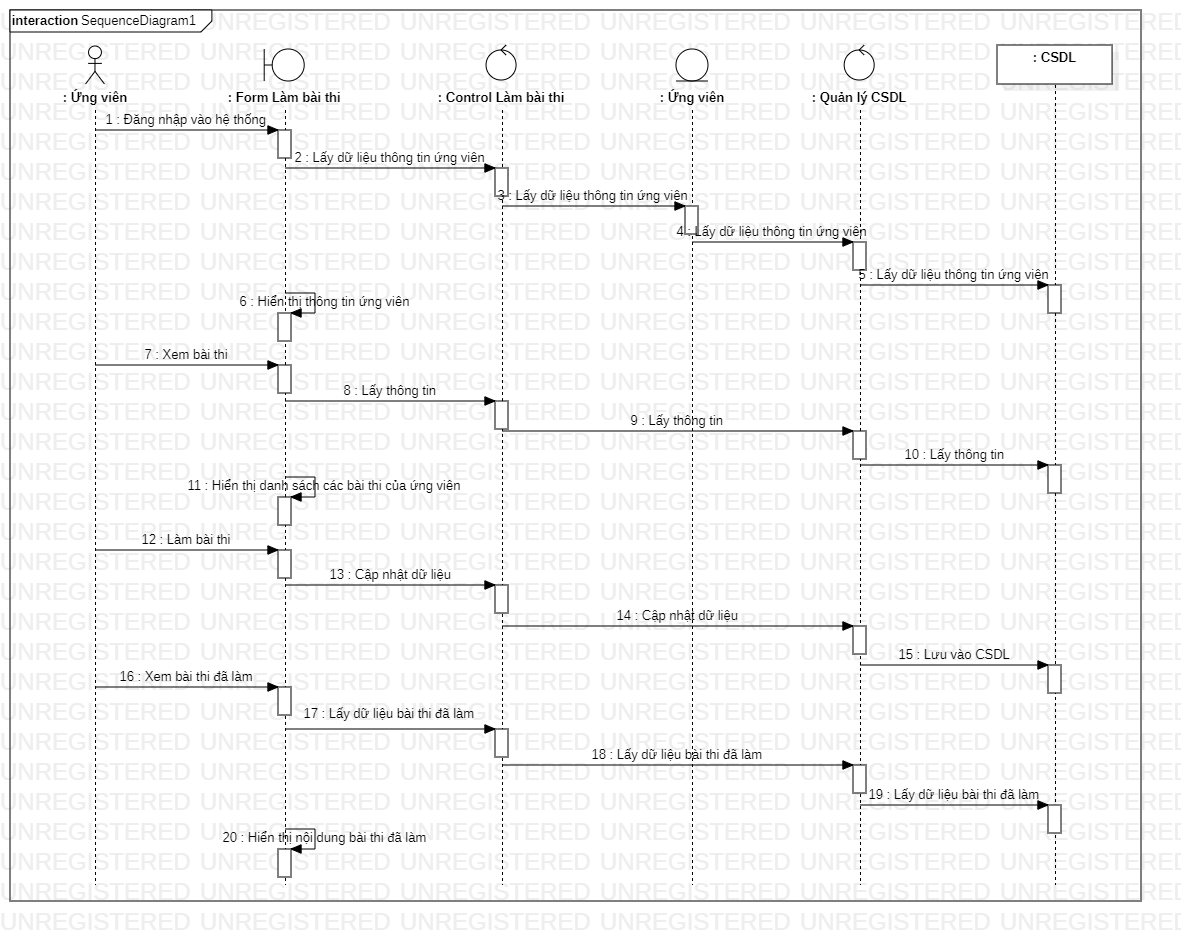 interaction SequenceDiagram1
: Ứng viên
: Form Làm bài thi
: Control Làm bài thi
: Ứng viên
: Quản lý CSDL
: CSDL
1 : Đăng nhập vào hệ thống
2 : Lấy dữ liệu thông tin ứng viên
3 : Lấy dữ liệu thông tin ứng viên
4 : Lấy dữ liệu thông tin ứng viên
5 : Lấy dữ liệu thông tin ứng viên
6 : Hiển thị thông tin ứng viên
7 : Xem bài thi
8 : Lấy thông tin
9 : Lấy thông tin
10 : Lấy thông tin
11 : Hiển thị danh sách các bài thi của ứng viên
12 : Làm bài thi
13 : Cập nhật dữ liệu
14 : Cập nhật dữ liệu
15 : Lưu vào CSDL
16 : Xem bài thi đã làm
17 : Lấy dữ liệu bài thi đã làm
18 : Lấy dữ liệu bài thi đã làm
19 : Lấy dữ liệu bài thi đã làm
20 : Hiển thị nội dung bài thi đã làm
UNREGISTERED